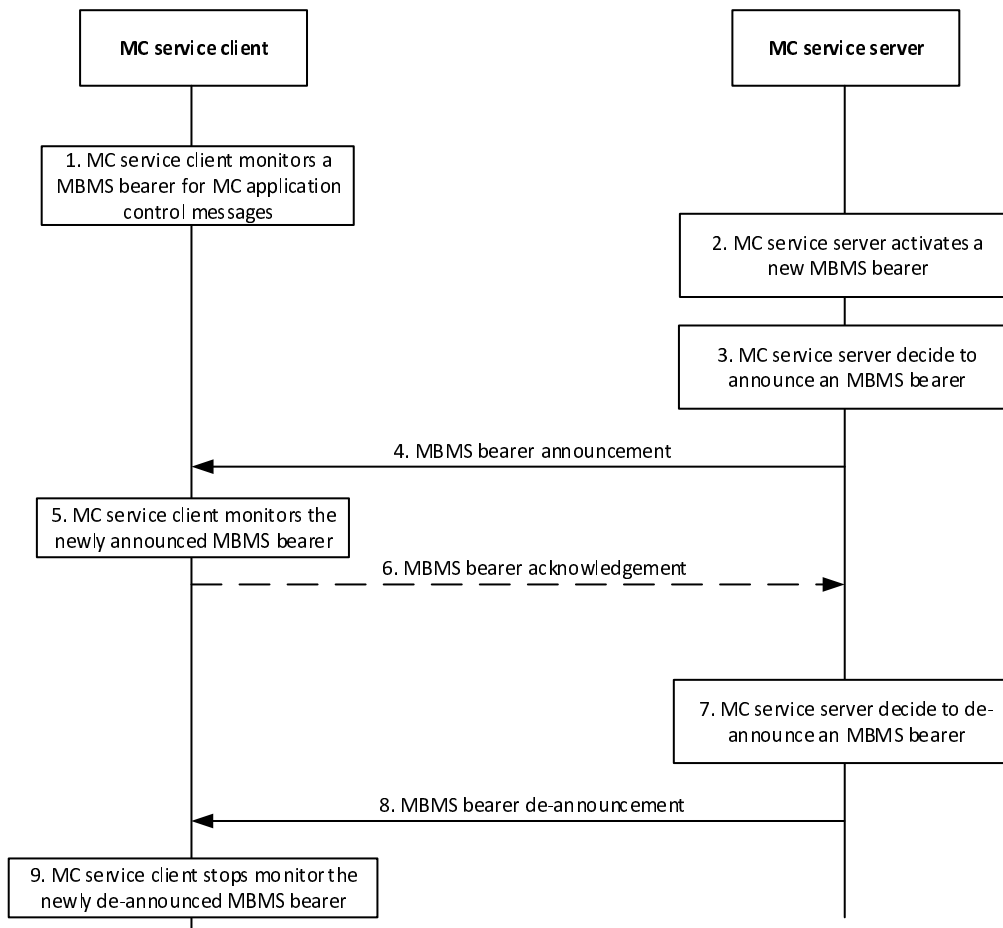 MC service client
MC service server
1. MC service client monitors a
MBMS bearer for MC application
control messages
2. MC service server activates a
new MBMS bearer
3. MC service server decide to
announce an MBMS bearer
4. MBMS bearer announcement
5. MC service client monitors the
newly announced MBMS bearer
6. MBMS bearer acknowledgement
7. MC service server decide to de-
announce an MBMS bearer
8. MBMS bearer de-announcement
9. MC service client stops monitor the
newly de-announced MBMS bearer